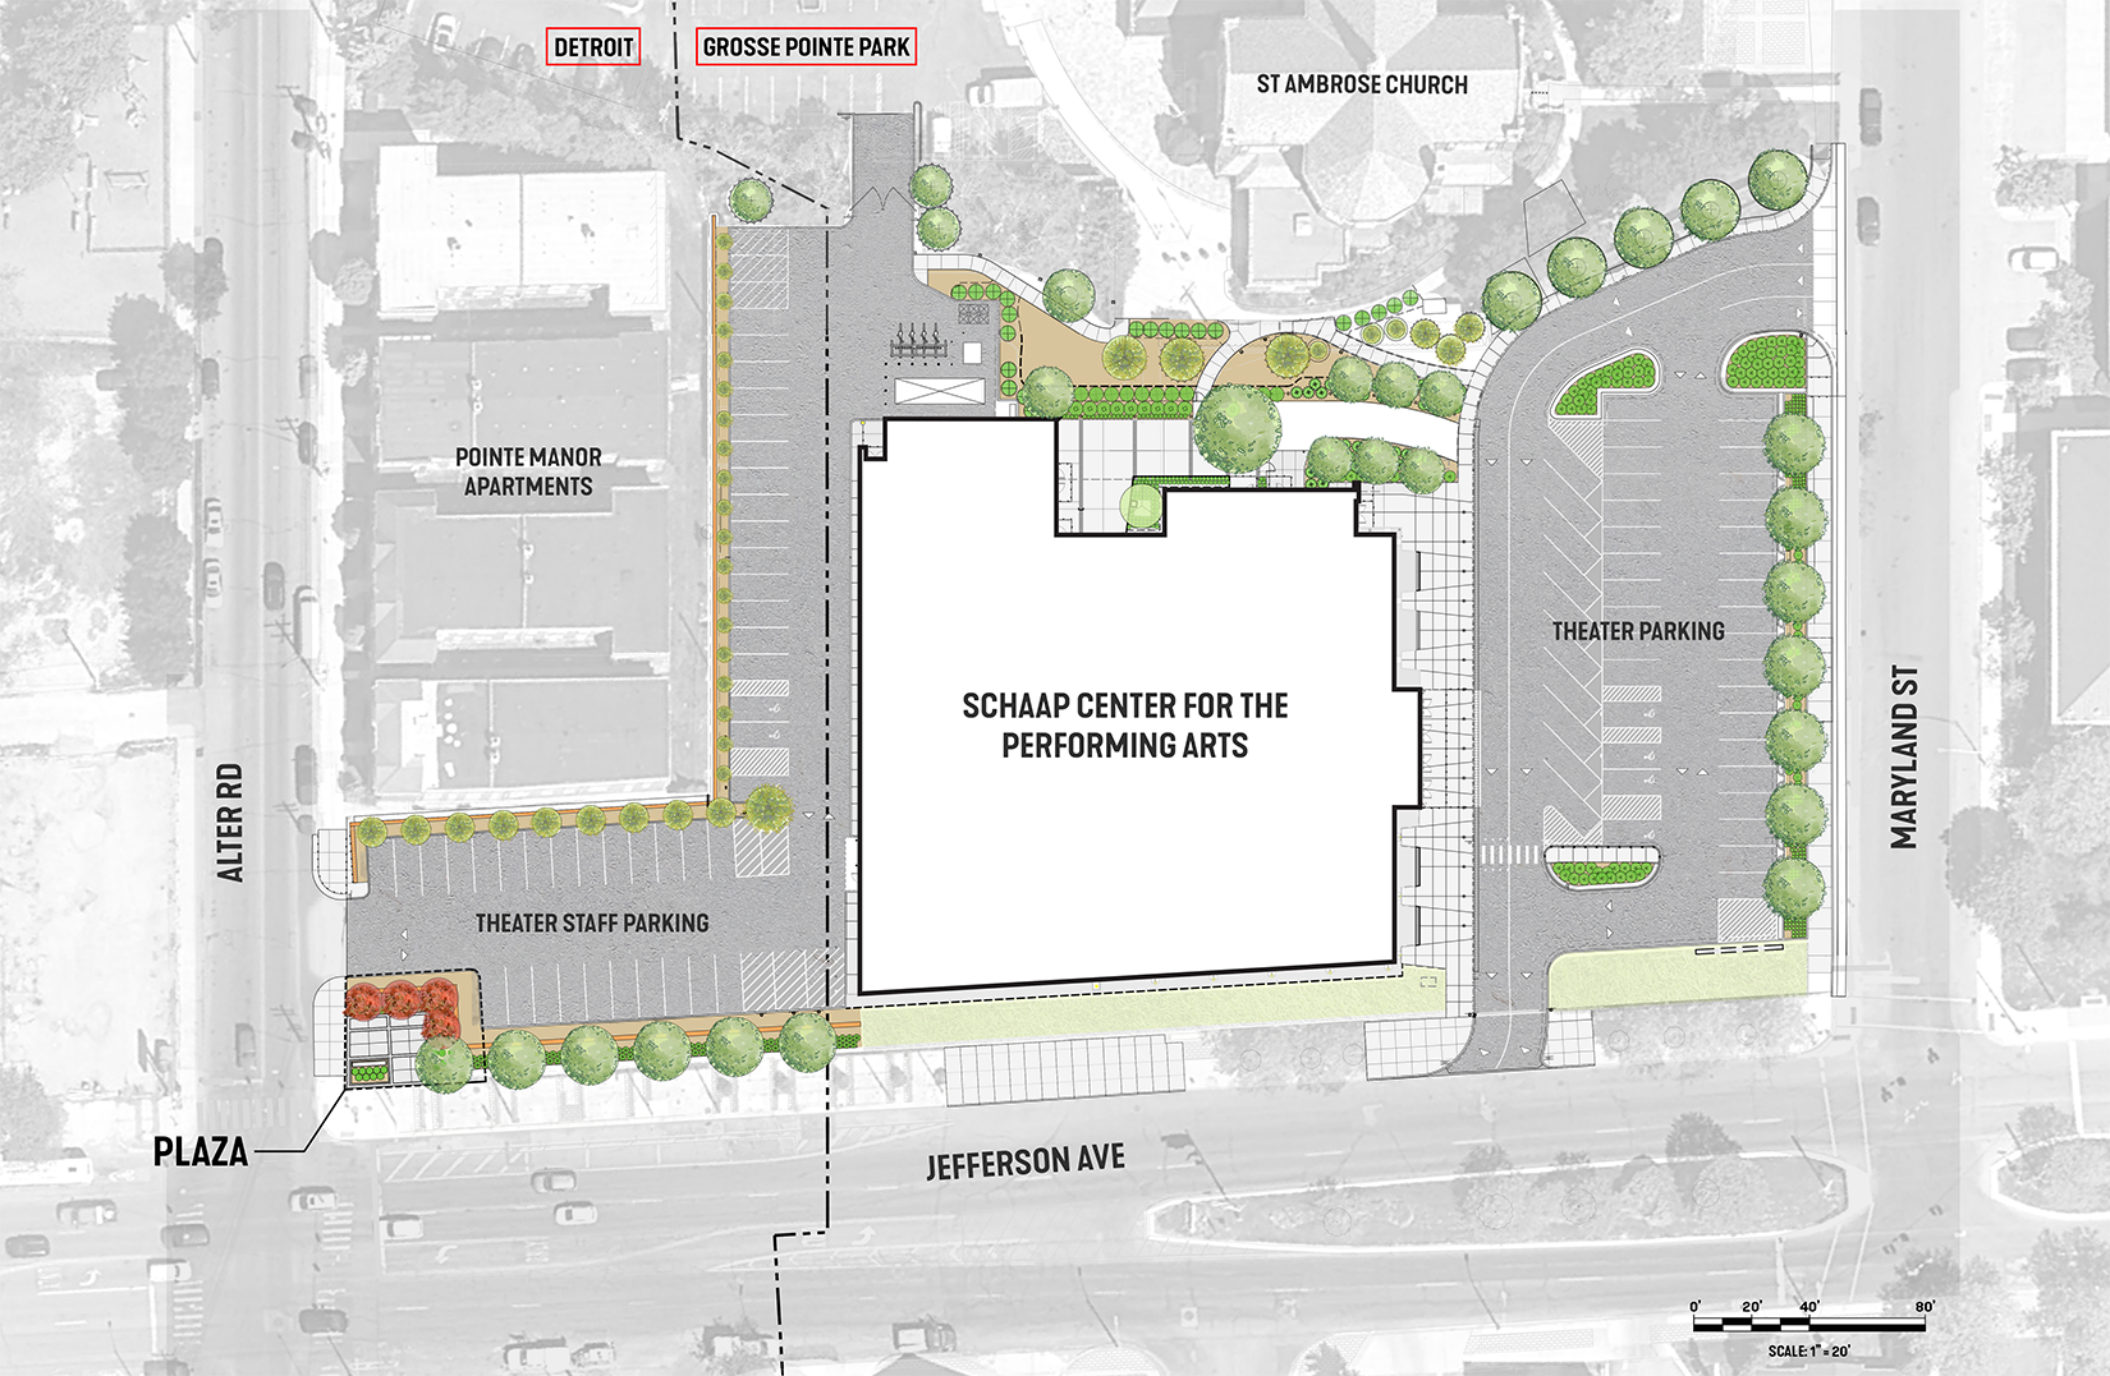 DETROIT
GROSSE POINTE PARK
ST AMBROSE CHURCH
POINTE MANOR
APARTMENTS
THEATER PARKING
SCHAAP CENTER FOR THE
PERFORMING ARTS
MARYLAND ST
ALTER RD
THEATER STAFF PARKING
PLAZA
JEFFERSON AVE
0' 20' 40' 80'
SCALE: 1" = 20'